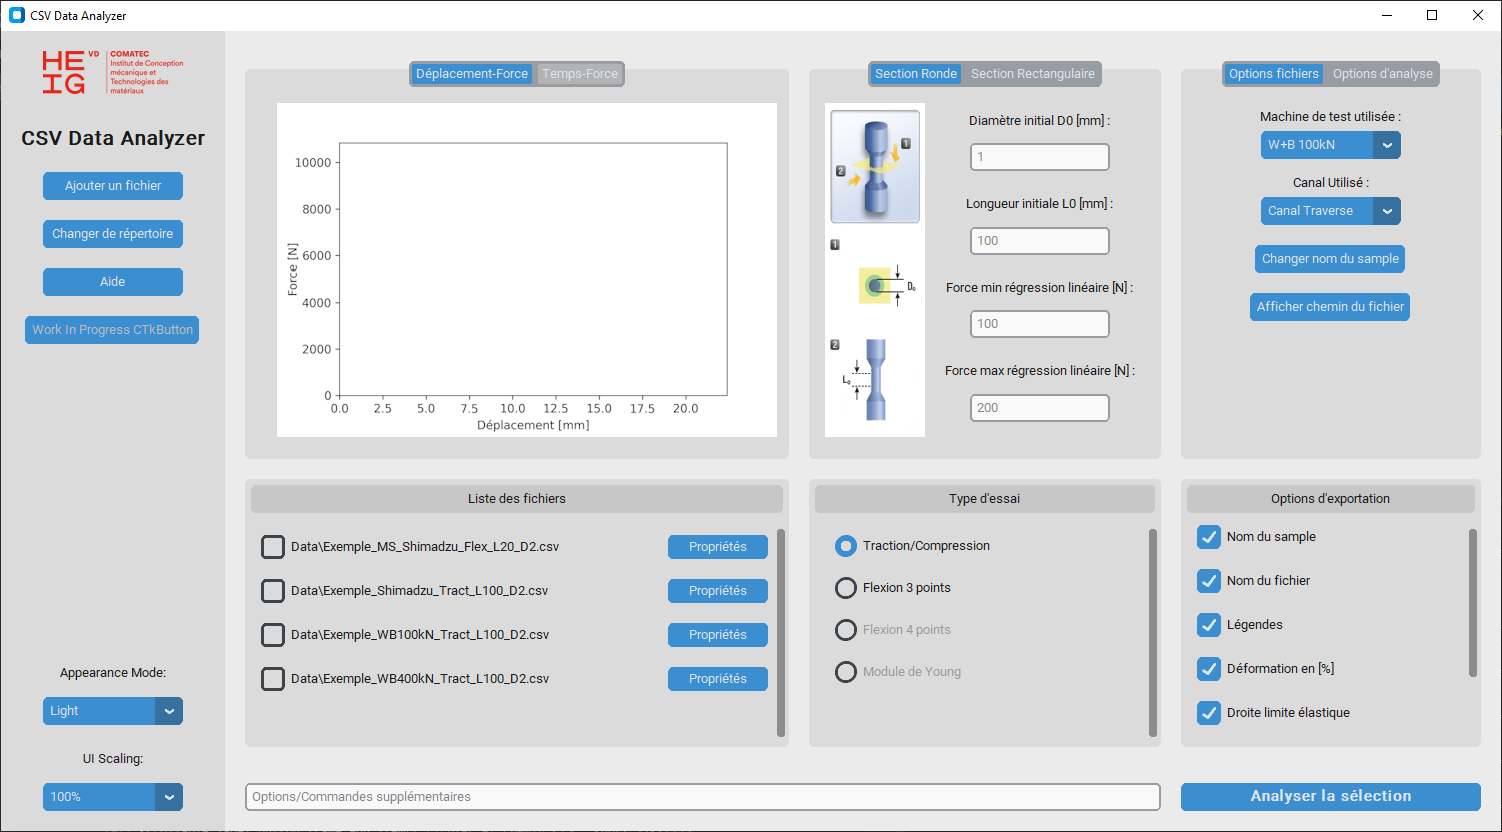 CSV Data Analyzer
HE VD
IG
COMATEC
Institut de Conception
mécanique et
Technologies des
matériaux
CSV Data Analyzer
Ajouter un fichier
Changer de répertoire
Aide
Work In Progress CTkButton
Appearance Mode:
Light
UI Scaling:
100%
Déplacement-Force
Temps-Force
10000
8000
6000
4000
2000
0
Force [N]
0.0 2.5 5.0 7.5 10.0 12.5 15.0 17.5 20.0
Déplacement [mm]
Section Ronde
Section Rectangulaire
1
2
1
D₀
2
L₀
Diamètre initial D0 [mm] :
1
Longueur initiale L0 [mm] :
100
Force min régression linéaire [N] :
100
Force max régression linéaire [N] :
200
Options fichiers
Options d'analyse
Machine de test utilisée :
W+B 100kN
Canal Utilisé :
Canal Traverse
Changer nom du sample
Afficher chemin du fichier
Liste des fichiers
Data\Exemple_MS_Shimadzu_Flex_L20_D2.csv Propriétés
Data\Exemple_Shimadzu_Tract_L100_D2.csv Propriétés
Data\Exemple_WB100kN_Tract_L100_D2.csv Propriétés
Data\Exemple_WB400kN_Tract_L100_D2.csv Propriétés
Type d'essai
Traction/Compression
Flexion 3 points
Flexion 4 points
Module de Young
Options d'exportation
Nom du sample
Nom du fichier
Légendes
Déformation en [%]
Droite limite élastique
Options/Commandes supplémentaires
Analyser la sélection